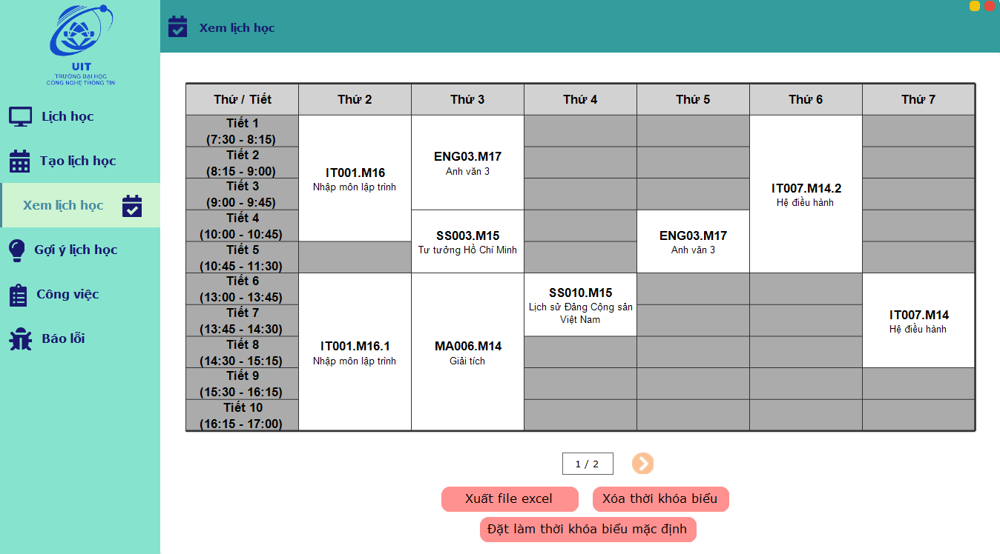 UIT
TRƯỜNG ĐẠI HỌC
CÔNG NGHỆ THÔNG TIN
Lịch học
Tạo lịch học
Xem lịch học
Gợi ý lịch học
Công việc
Báo lỗi
Xem lịch học
Thứ / Tiết Thứ 2 Thứ 3 Thứ 4 Thứ 5 Thứ 6 Thứ 7
Tiết 1
(7:30 - 8:15)
Tiết 2
(8:15 - 9:00)
Tiết 3
(9:00 - 9:45)
Tiết 4
(10:00 - 10:45)
Tiết 5
(10:45 - 11:30)
Tiết 6
(13:00 - 13:45)
Tiết 7
(13:45 - 14:30)
Tiết 8
(14:30 - 15:15)
Tiết 9
(15:30 - 16:15)
Tiết 10
(16:15 - 17:00)
IT001.M16
Nhập môn lập trình
IT001.M16.1
Nhập môn lập trình
ENG03.M17
Anh văn 3
SS003.M15
Tư tưởng Hồ Chí Minh
MA006.M14
Giải tích
SS010.M15
Lịch sử Đảng Cộng sản
Việt Nam
ENG03.M17
Anh văn 3
IT007.M14.2
Hệ điều hành
IT007.M14
Hệ điều hành
1 / 2
Xuất file excel
Xóa thời khóa biểu
Đặt làm thời khóa biểu mặc định